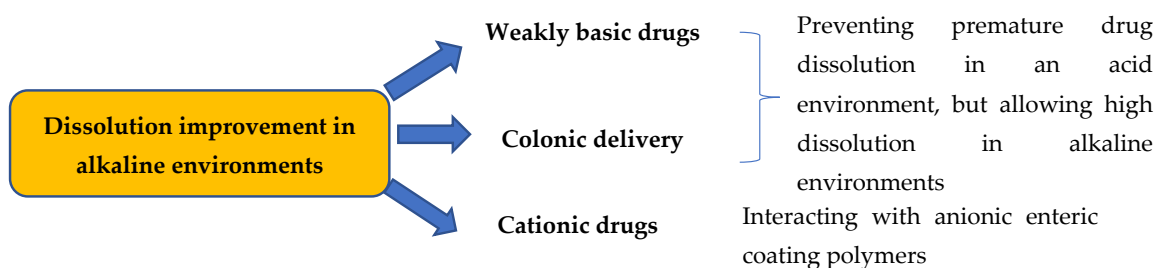 Dissolution improvement in
alkaline environments
Weakly basic drugs
Colonic delivery
Cationic drugs
Preventing premature drug
dissolution in an acid
environment, but allowing high
dissolution in alkaline
environments
Interacting with anionic enteric
coating polymers